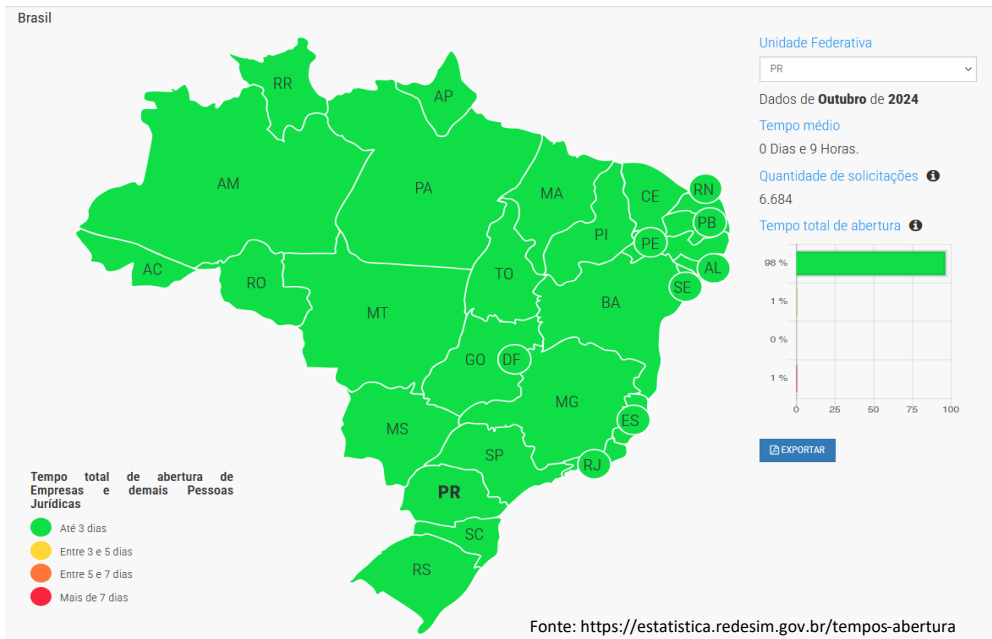 Brasil
RR
AP
AM
PA
MA
CE
RN
PI
PB
PE
AC
RO
TO
AL
SE
BA
MT
GO
DF
MG
MS
ES
SP
RJ
PR
SC
RS
Tempo total de abertura de
Empresas e demais Pessoas
Jurídicas
Até 3 dias
Entre 3 e 5 dias
Entre 5 e 7 dias
Mais de 7 dias
Unidade Federativa
PR
Dados de Outubro de 2024
Tempo médio
0 Dias e 9 Horas.
Quantidade de solicitações
6.684
Tempo total de abertura
98 %
1 %
0 %
1 %
0 25 50 75 100
EXPORTAR
Fonte: https://estatistica.redesim.gov.br/tempos-abertura